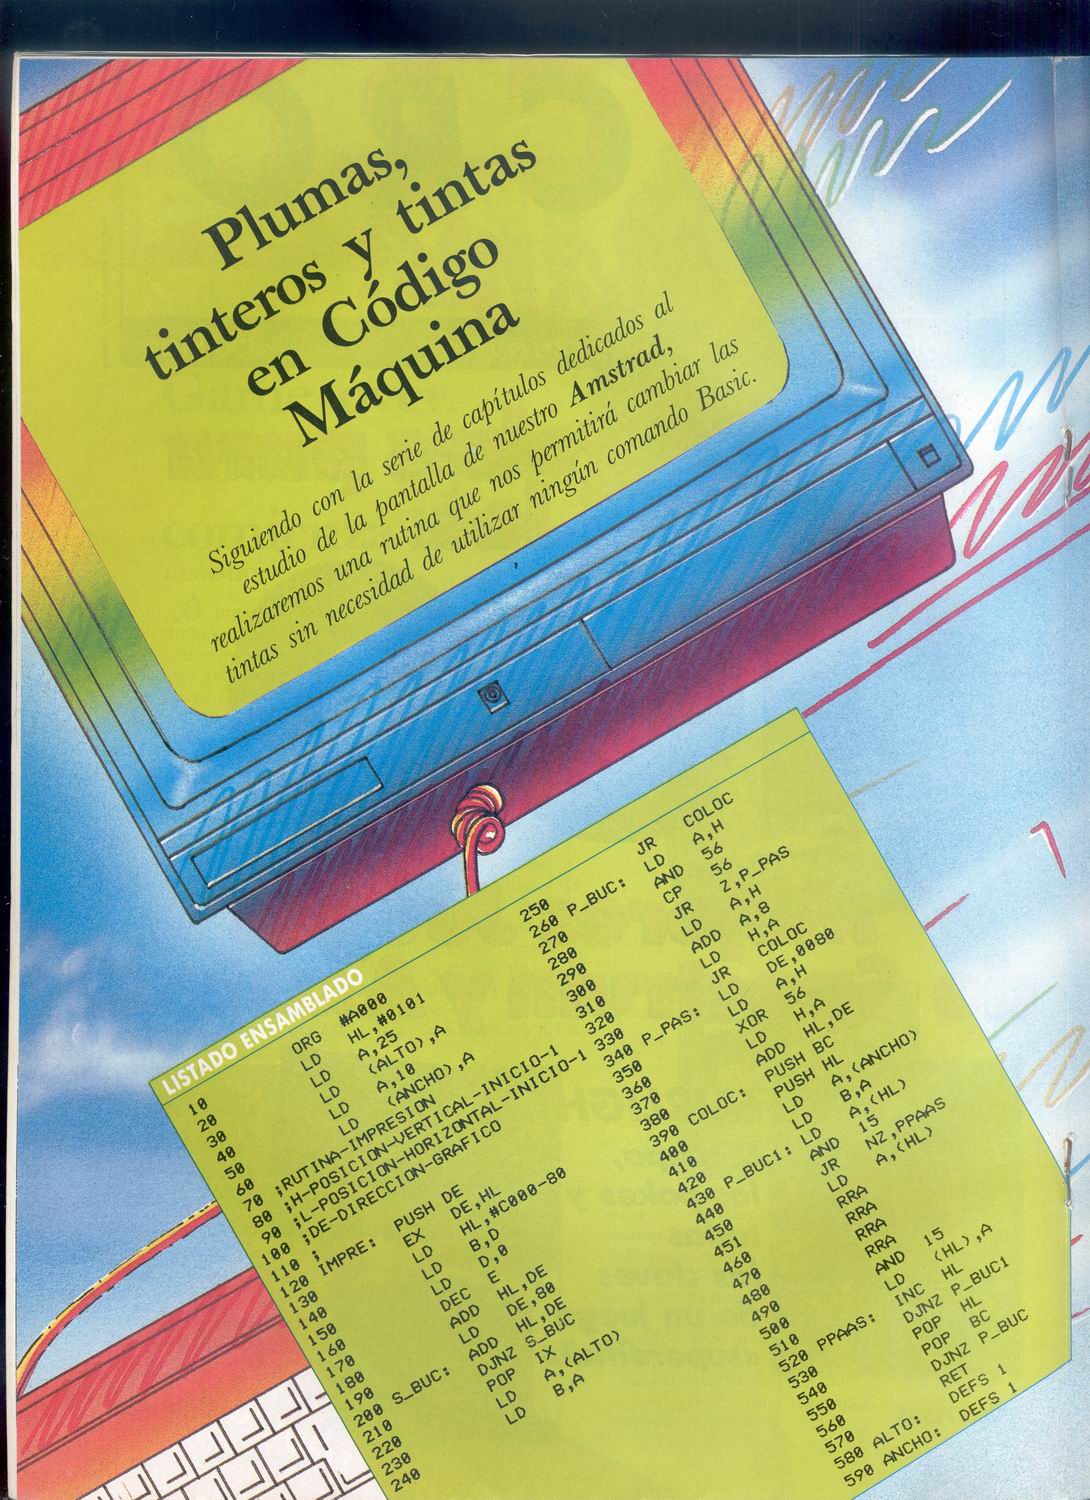 Plumas,
tinteros y tintas
en Código
Máquina
Siguiendo con la serie de capítulos dedicados al
estudio de la pantalla de nuestro Amstrad,
realizaremos una rutina que nos permitirá cambiar las
tintas sin necesidad de utilizar ningún comando Basic.
LISTADO ENSAMBLADO
10 ORG #A000
20 LD HL,#0101
30 LD A,25
40 LD (ALTO),A
50 LD A,10
60 LD (ANCHO),A
70 ;RUTINA-IMPRESION
80 ;H-POSICION-VERTICAL-INICIO-1
90 ;L-POSICION-HORIZONTAL-INICIO-1
100 ;DE-DIRECCION-GRAFICO
110 ;
120 IMPRE: PUSH DE
130 EX DE,HL
140 LD HL,#C000-80
150 LD B,D
160 LD D,0
170 DEC E
180 ADD HL,DE
190 LD DE,80
200 S_BUC: ADD HL,DE
210 DJNZ S_BUC
220 POP IX
230 LD A,(ALTO)
240 LD B,A
250 JR COLOC
260 P_BUC: LD A,H
270 AND 56
280 CP 56
290 JR Z,P_PAS
300 LD A,H
310 ADD A,8
320 LD H,A
330 JR COLOC
340 P_PAS: LD DE,0080
350 LD A,H
360 XOR 56
370 LD H,A
380 ADD HL,DE
390 COLOC: PUSH BC
400 PUSH HL
410 LD A,(ANCHO)
420 LD B,A
430 P_BUC1: LD A,(HL)
440 AND 15
450 JR NZ,PPAAS
451 LD A,(HL)
460 RRA
470 RRA
480 RRA
490 RRA
500 AND 15
510 LD (HL),A
520 PPAAS: INC HL
530 DJNZ P_BUC1
540 POP HL
550 POP BC
560 DJNZ P_BUC
570 RET
580 ALTO: DEFS 1
590 ANCHO: DEFS 1